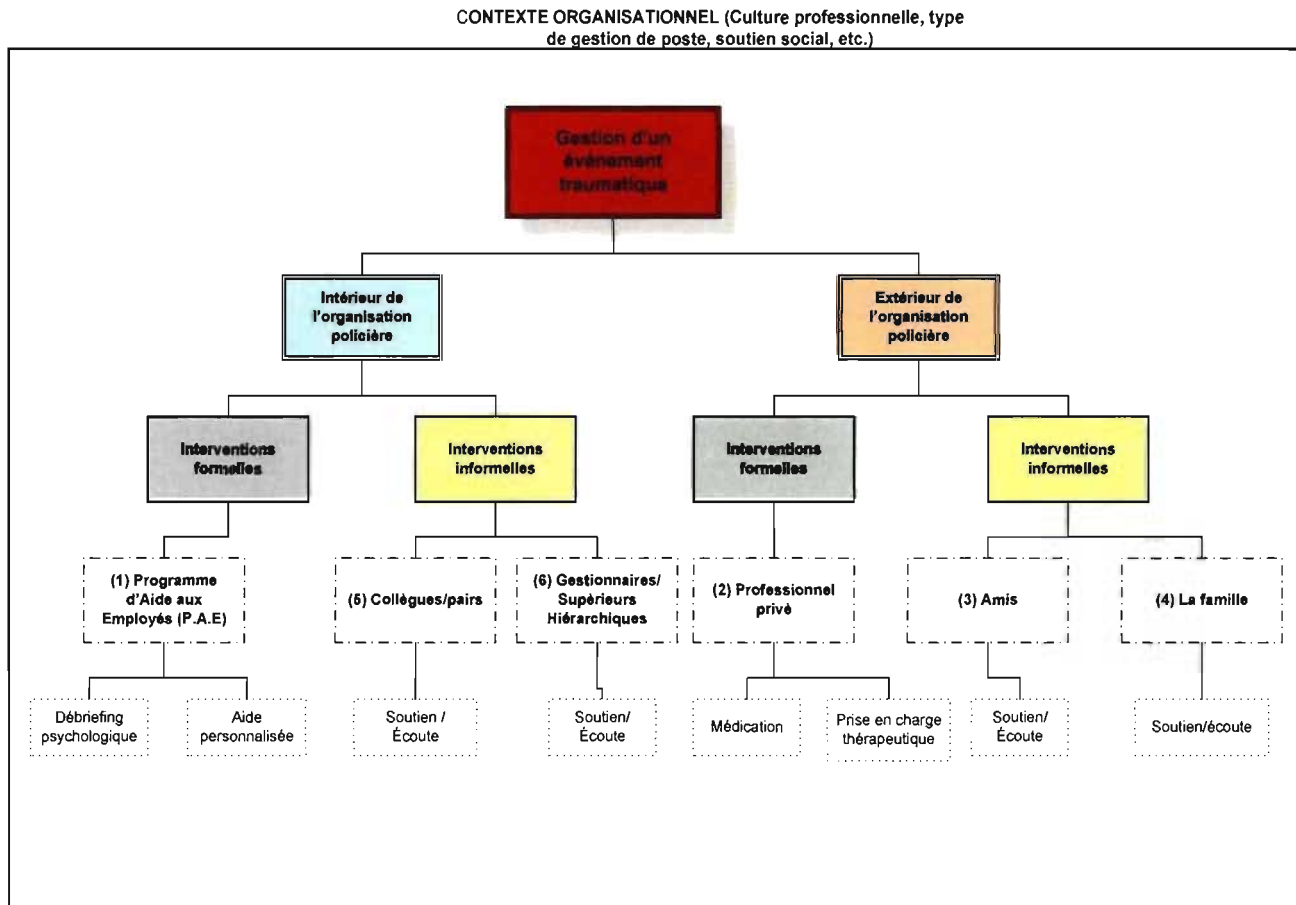 CONTEXTE ORGANISATIONNEL (Culture professionnelle, type
de gestion de poste, soutien social, etc.)
Gestion d'un
événement
traumatique
Intérieur de
l'organisation
policière
Extérieur de
l'organisation
policière
Interventions
formelles
Interventions
informelles
Interventions
formelles
Interventions
informelles
(1) Programme
d'Aide aux
Employés (P.A.E)
(5) Collègues/pairs
(6) Gestionnaires/
Supérieurs
Hiérarchiques
(2) Professionnel
privé
(3) Amis
(4) La famille
Débriefing
psychologique
Aide
personnalisée
Soutien /
Écoute
Soutien/
Écoute
Médication
Prise en charge
thérapeutique
Soutien/
Écoute
Soutien/écoute